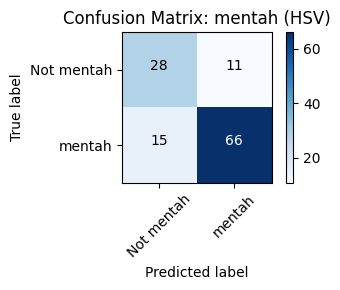 Confusion Matrix: mentah (HSV)
True label
Not mentah
28
11
mentah
15
66
Not mentah
mentah
Predicted label
60
40
20